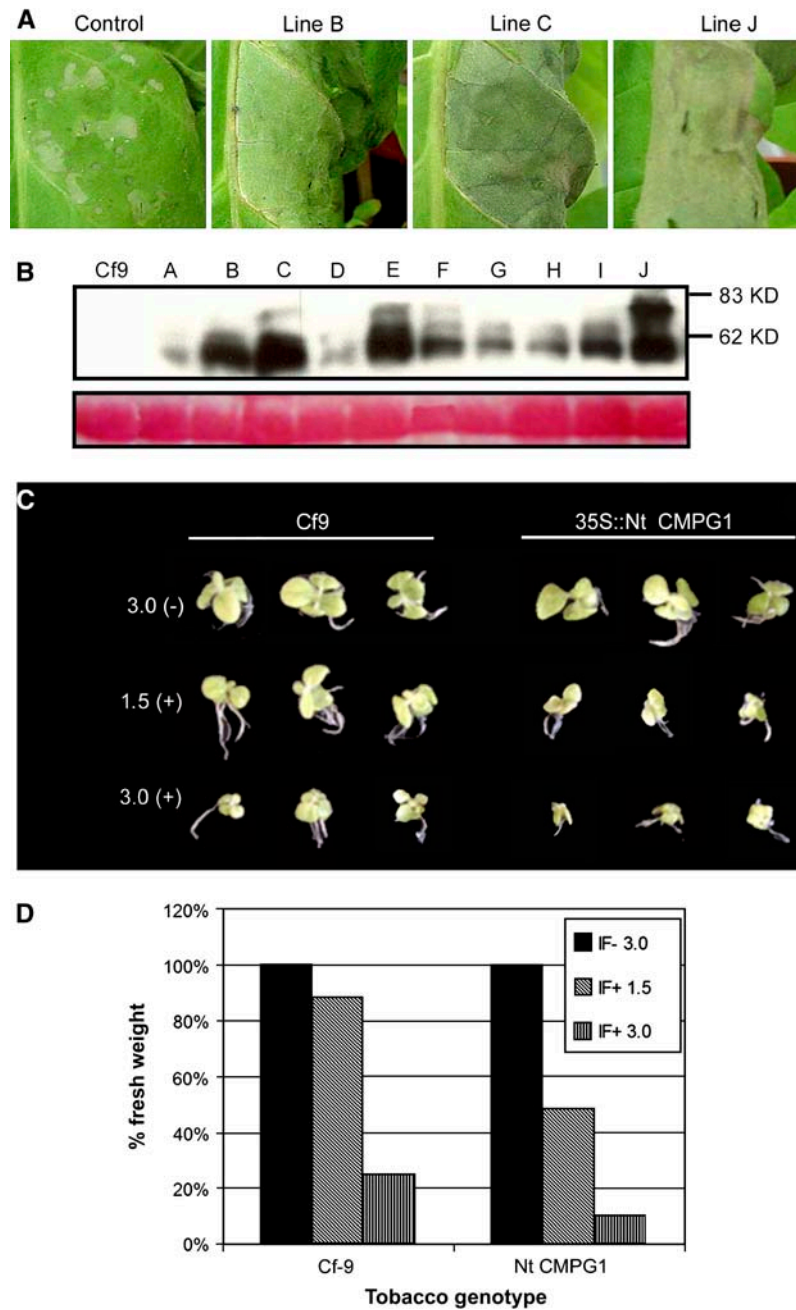 A
Control Line B Line C Line J
B
Cf9 A B C D E F G H I J
83 KD
62 KD
C
Cf9 35S::Nt CMPG1
3.0 (-)
1.5 (+)
3.0 (+)
D
120%
100%
80%
60%
40%
20%
0%
% fresh weight
IF- 3.0
IF+ 1.5
IF+ 3.0
Cf-9 Nt CMPG1
Tobacco genotype